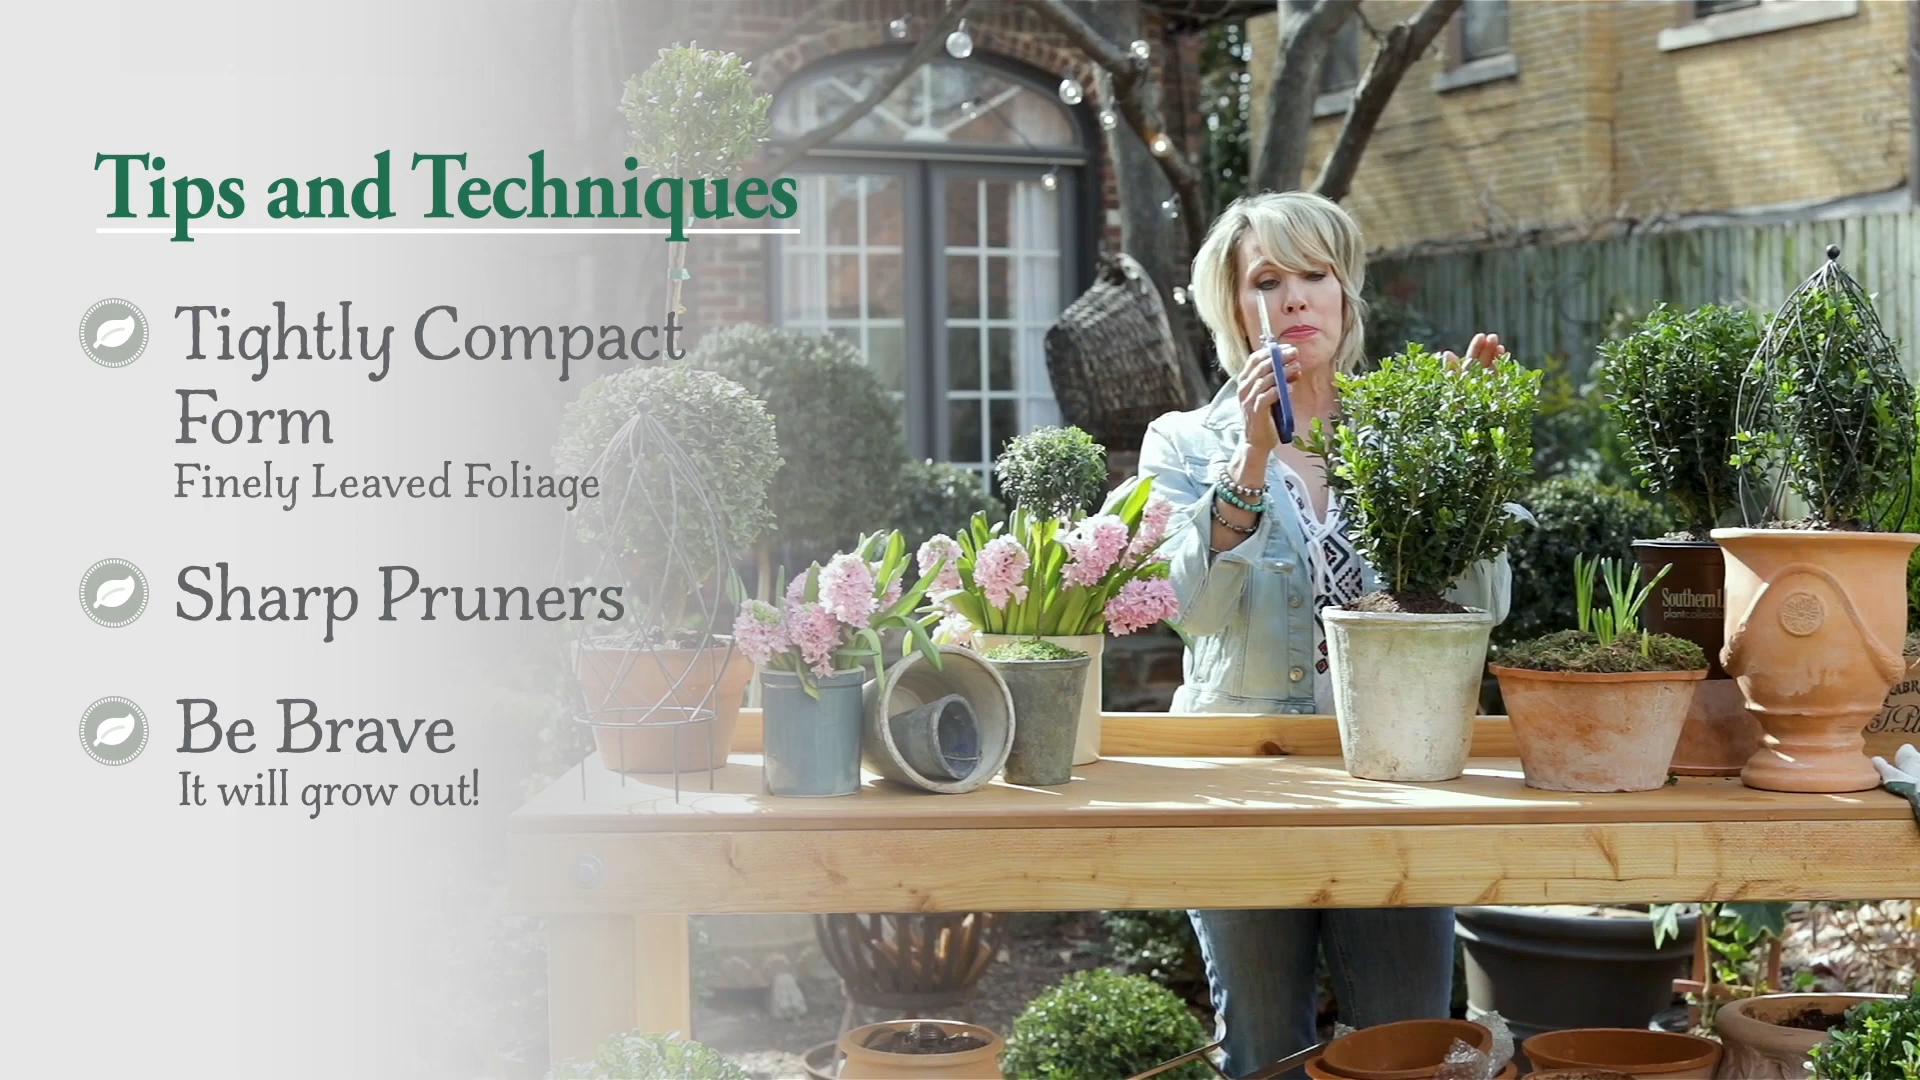 Tips and Techniques
Tightly Compact
Form
Finely Leaved Foliage
Sharp Pruners
Be Brave
It will grow out!
Southern